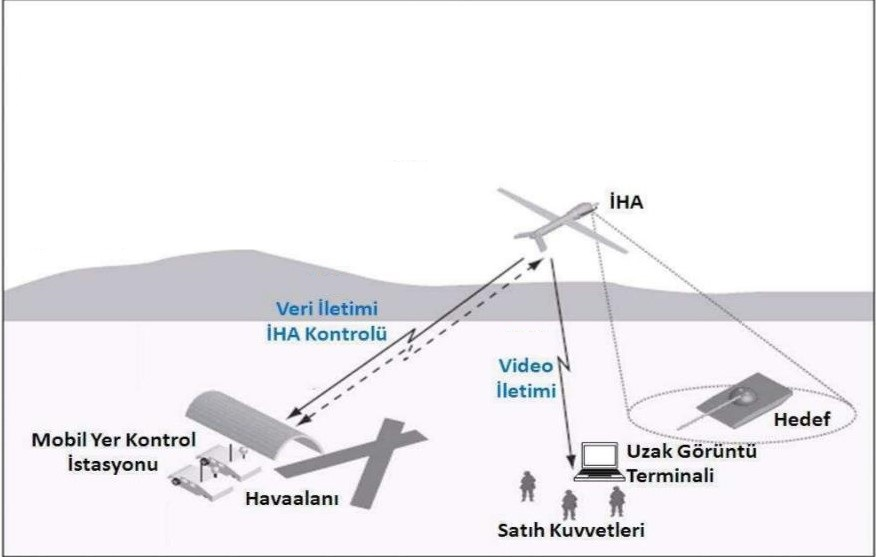 İHA
Veri İletimi
İHA Kontrolü
Video
İletimi
Hedef
Mobil Yer Kontrol
İstasyonu
Havaalanı
Uzak Görüntü
Terminali
Satıh Kuvvetleri